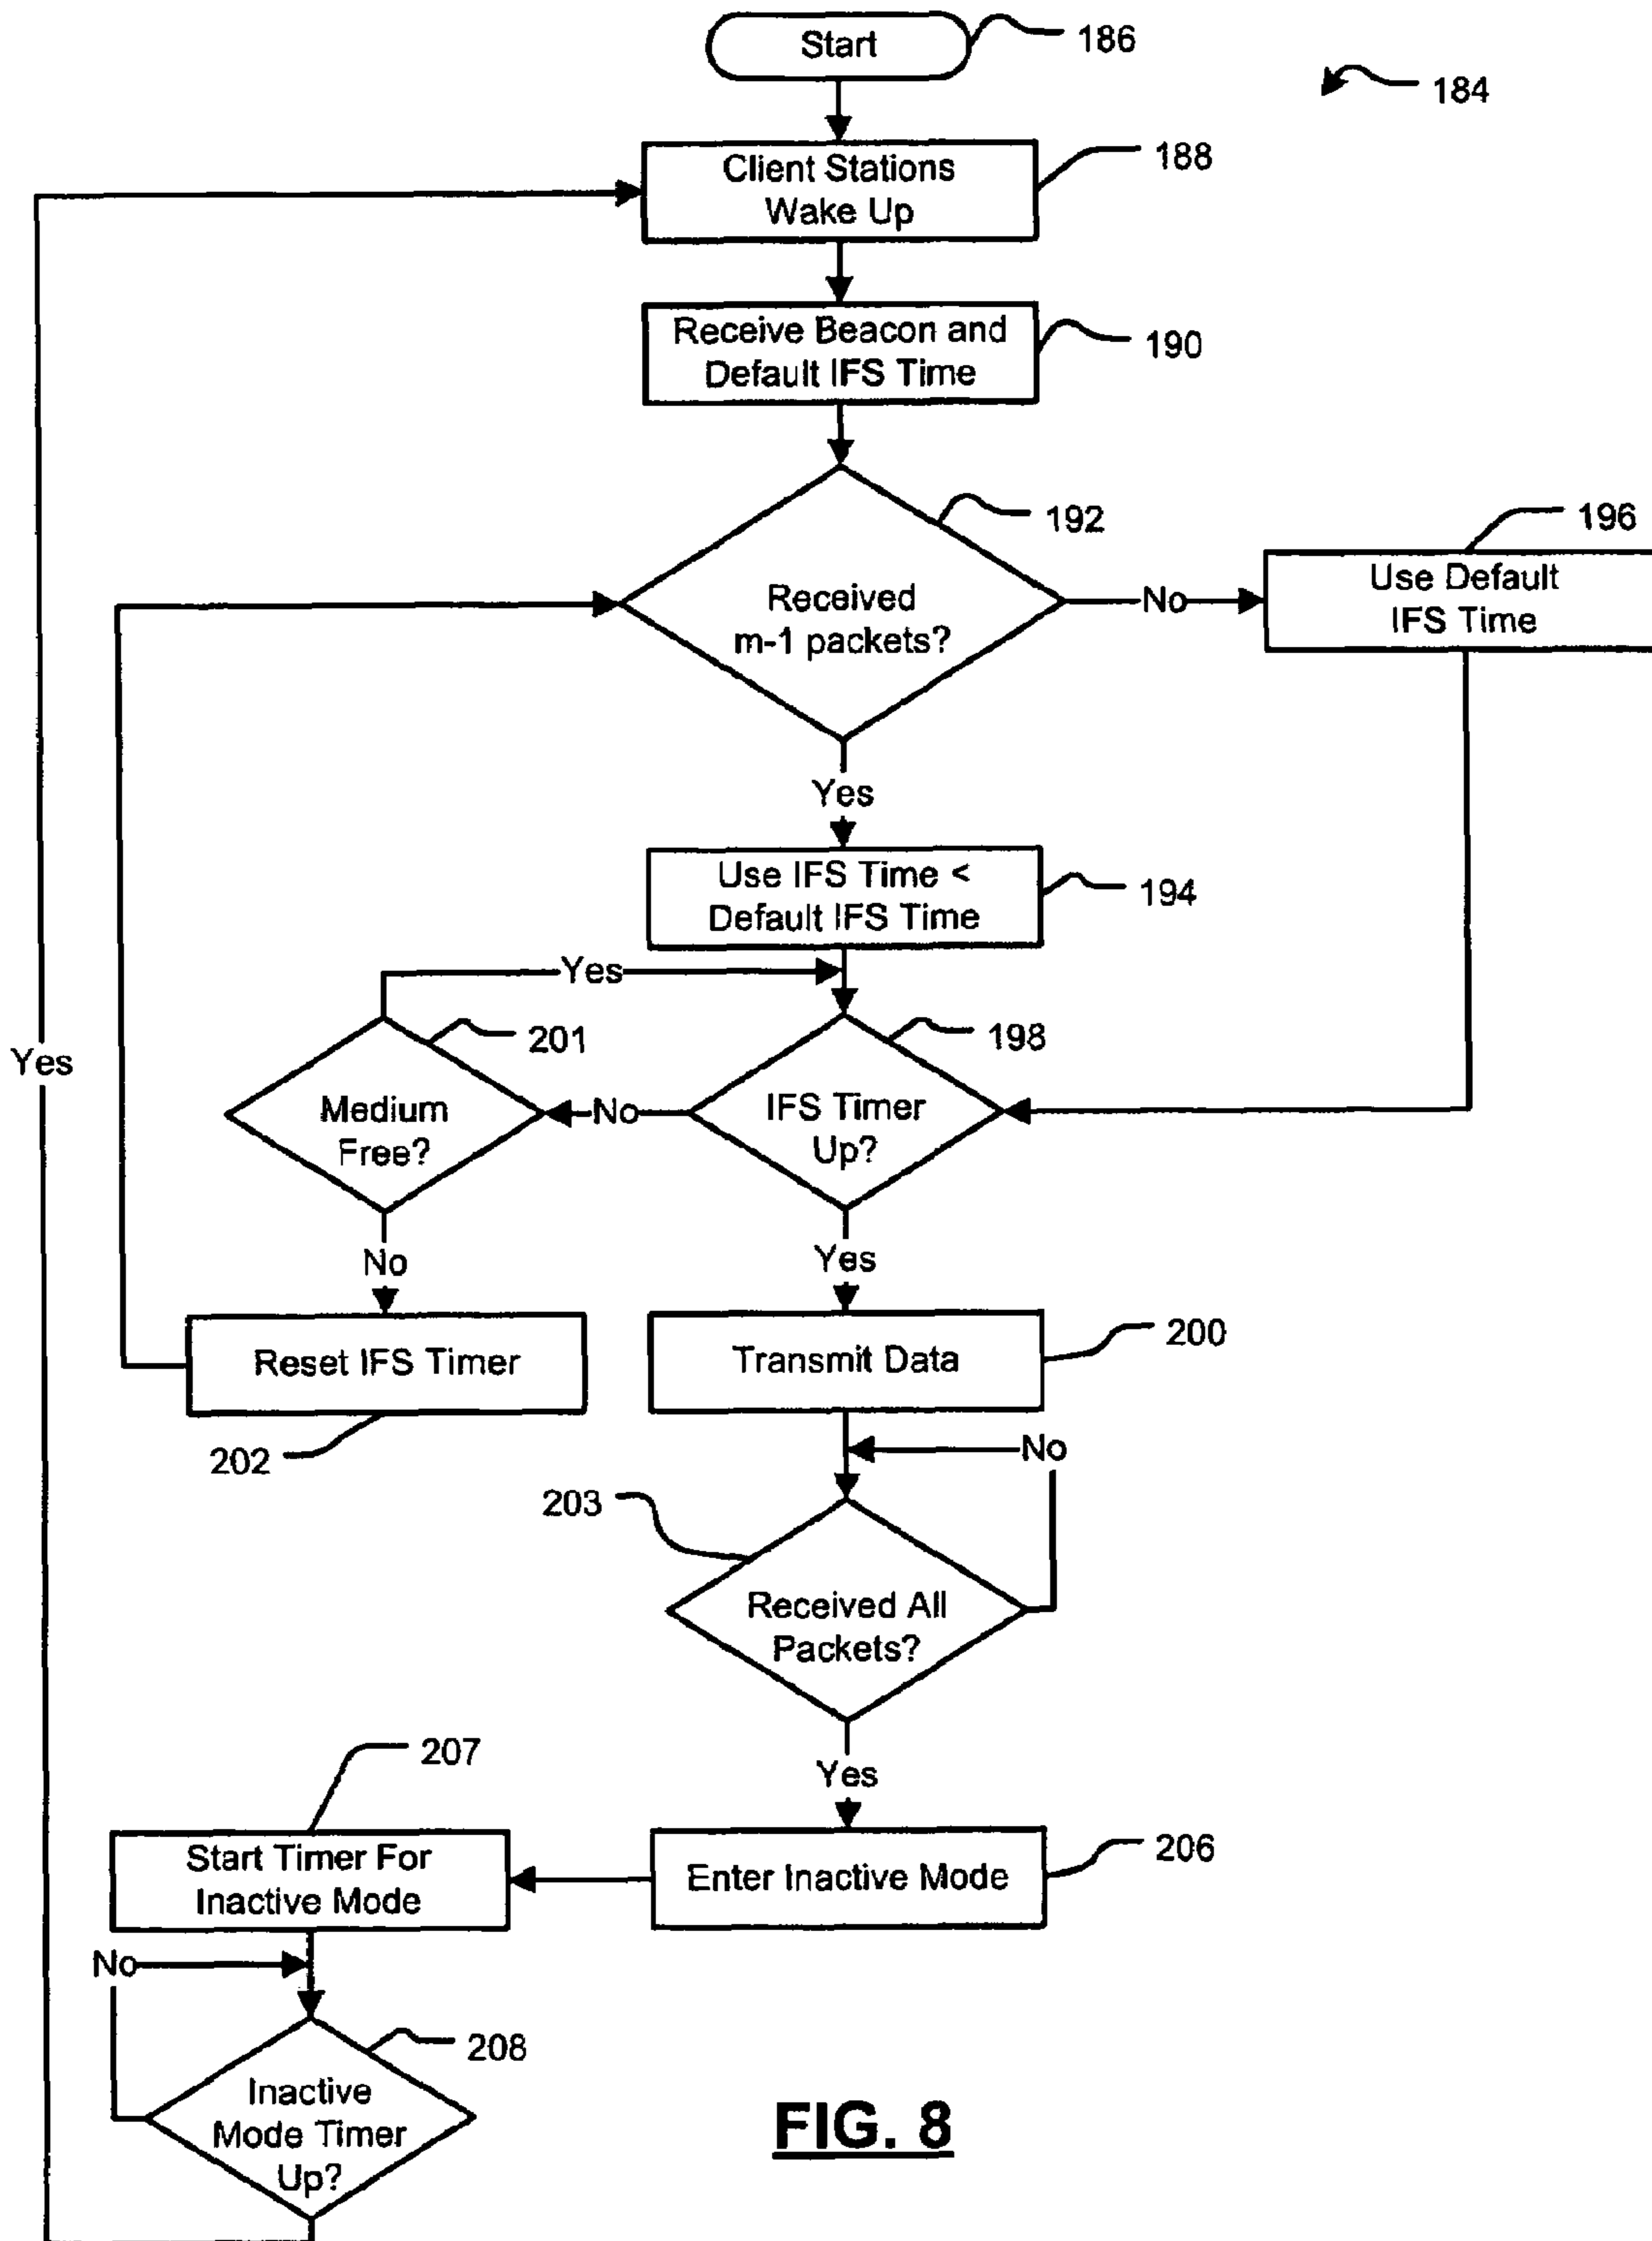 Start
186
184
Client Stations
Wake Up
188
Receive Beacon and
Default IFS Time
190
192
Received
m-1 packets?
No
196
Use Default
IFS Time
Yes
Use IFS Time <
Default IFS Time
194
Yes
201
198
Yes
Medium
Free?
No
IFS Timer
Up?
No
Yes
Reset IFS Timer
202
Transmit Data
200
No
203
Received All
Packets?
Yes
207
Start Timer For
Inactive Mode
Enter Inactive Mode
206
No
208
Inactive
Mode Timer
Up?
FIG. 8